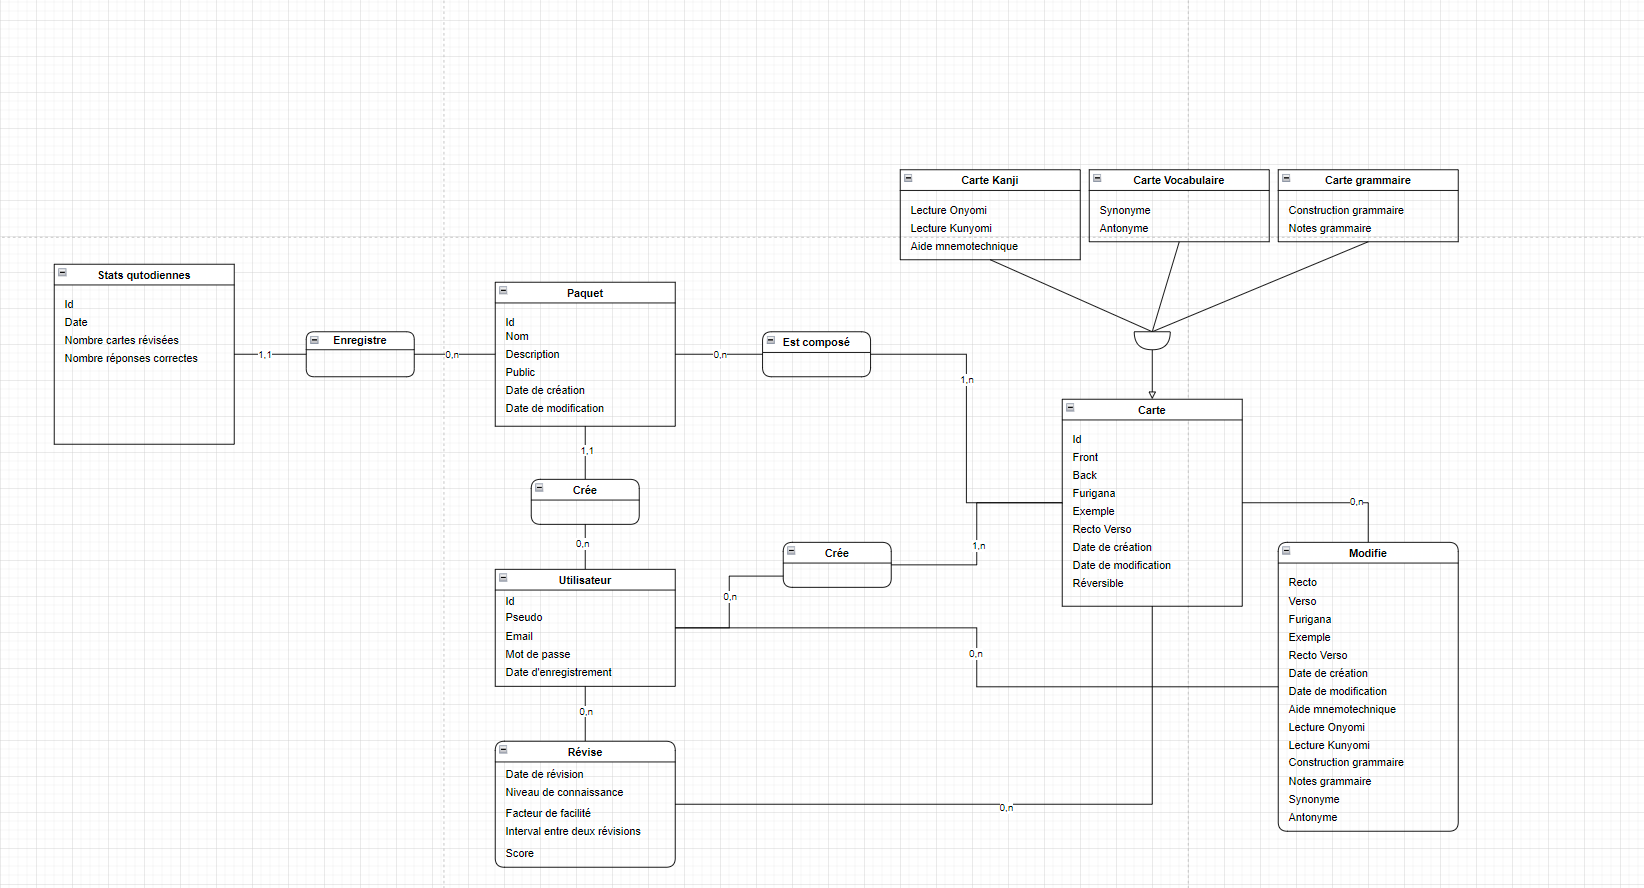 Carte Kanji
Lecture Onyomi
Lecture Kunyomi
Aide mnemotechnique
Carte Vocabulaire
Synonyme
Antonyme
Carte grammaire
Construction grammaire
Notes grammaire
Stats qutodiennes
Id
Date
Nombre cartes révisées
Nombre réponses correctes
1,1
Enregistre
0,n
Paquet
Id
Nom
Description
Public
Date de création
Date de modification
0,n
Est composé
1,n
Carte
Id
Front
Back
Furigana
Exemple
Recto Verso
Date de création
Date de modification
Réversible
1,1
Crée
0,n
Utilisateur
Id
Pseudo
Email
Mot de passe
Date d'enregistrement
0,n
Crée
1,n
0,n
0,n
Modifie
Recto
Verso
Furigana
Exemple
Recto Verso
Date de création
Date de modification
Aide mnemotechnique
Lecture Onyomi
Lecture Kunyomi
Construction grammaire
Notes grammaire
Synonyme
Antonyme
0,n
Révise
Date de révision
Niveau de connaissance
Facteur de facilité
Interval entre deux révisions
Score
0,n